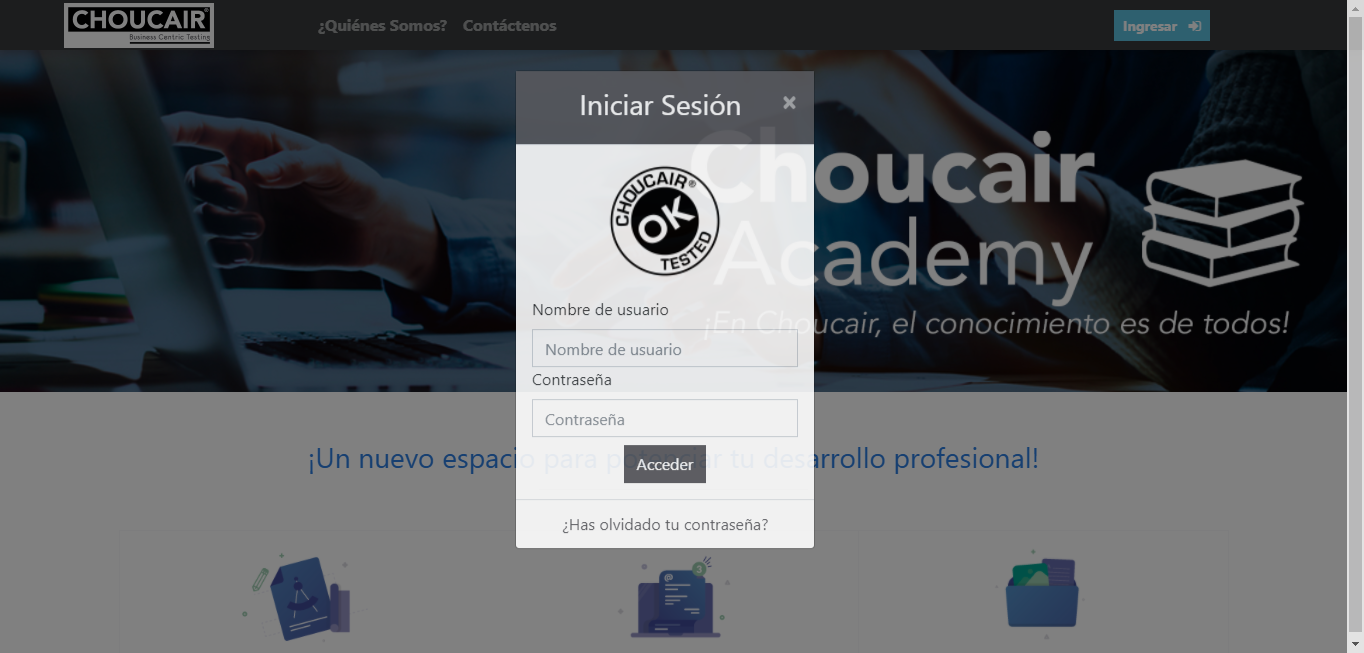 CHOUCAIR®
Business Centric Testing
¿Quiénes Somos?
Contáctenos
Ingresar
Iniciar Sesión
×
CHOUCAIR®
OK
TESTED
Choucair
Academy
¡En Choucair, el conocimiento es de todos!
Nombre de usuario
Nombre de usuario
Contraseña
Contraseña
¡Un nuevo espacio para potenciar tu desarrollo profesional!
Acceder
¿Has olvidado tu contraseña?